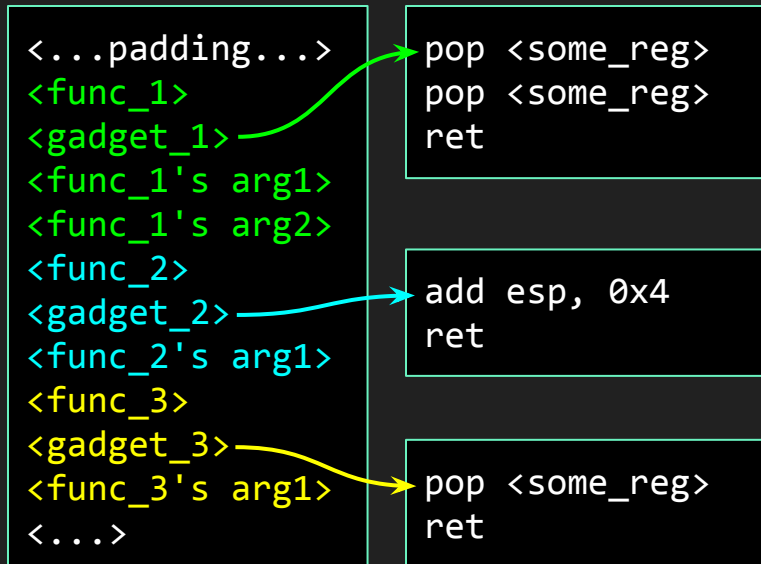 <...padding...>
<func_1>
<gadget_1>
<func_1's arg1>
<func_1's arg2>
<func_2>
<gadget_2>
<func_2's arg1>
<func_3>
<gadget_3>
<func_3's arg1>
<...>
pop <some_reg>
pop <some_reg>
ret
add esp, 0x4
ret
pop <some_reg>
ret